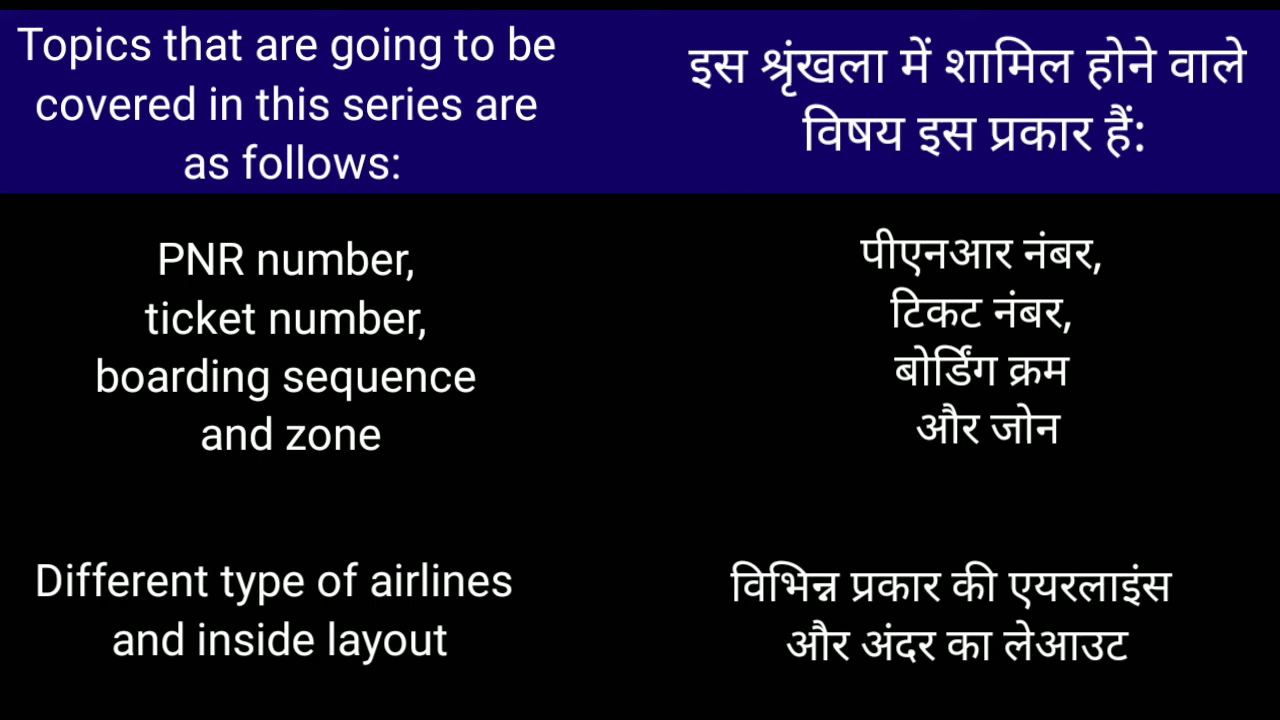 Topics that are going to be
covered in this series are
as follows:
इस श्रृंखला में शामिल होने वाले
विषय इस प्रकार हैं:
PNR number,
ticket number,
boarding sequence
and zone
पीएनआर नंबर,
टिकट नंबर,
बोर्डिंग क्रम
और जोन
Different type of airlines
and inside layout
विभिन्न प्रकार की एयरलाइंस
और अंदर का लेआउट